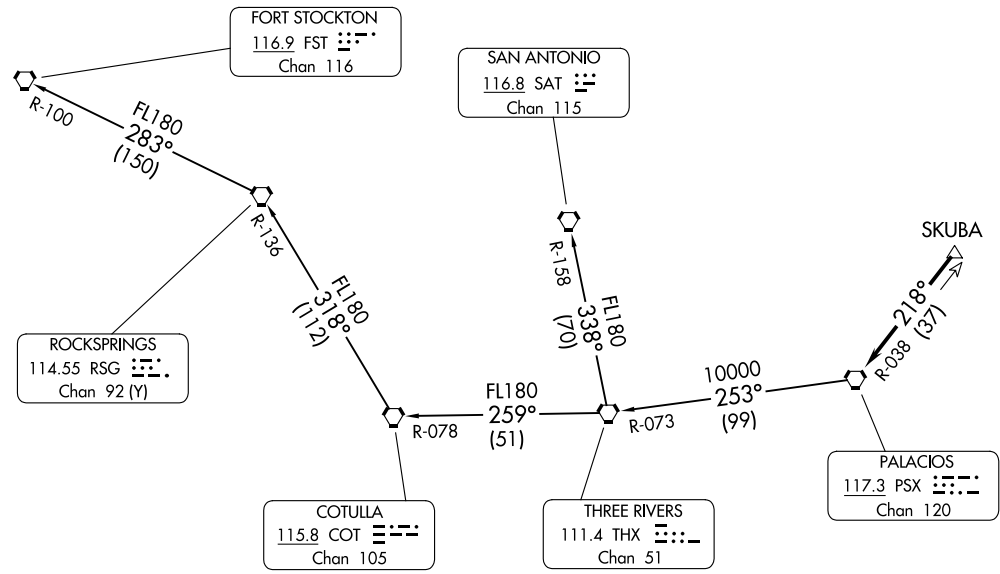 FORT STOCKTON
116.9 FST
Chan 116
SAN ANTONIO
116.8 SAT
Chan 115
R-100
FL180
283°
(150)
R-136
FL180
318°
(112)
R-158
FL180
338°
(70)
SKUBA
218°
(37)
R-038
ROCKSPRINGS
114.55 RSG
Chan 92 (Y)
10000
253°
(99)
R-073
FL180
259°
(51)
R-078
COTULLA
115.8 COT
Chan 105
THREE RIVERS
111.4 THX
Chan 51
PALACIOS
117.3 PSX
Chan 120